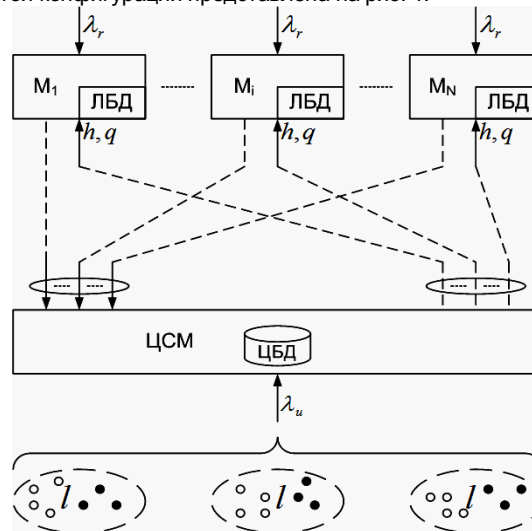 λr λr λr
M1 ЛБД Mi ЛБД MN ЛБД
h, q h, q h, q
ЦСМ ЦБД
λu
l l l